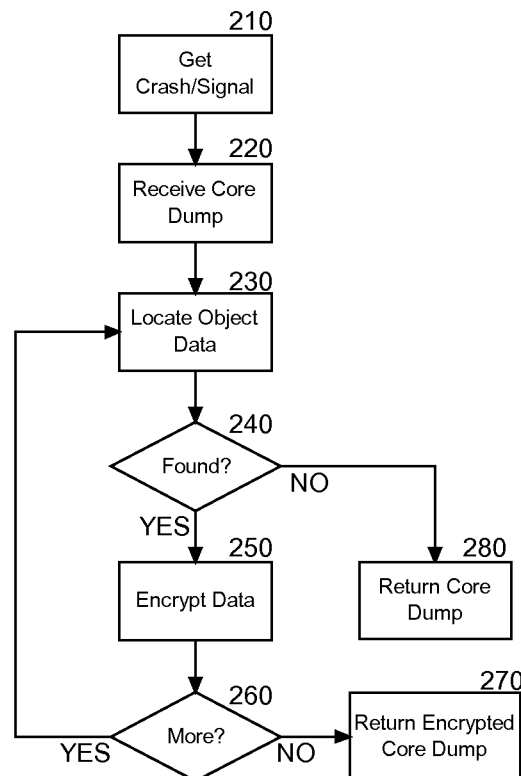 210
Get
Crash/Signal
220
Receive Core
Dump
230
Locate Object
Data
240
Found?
NO
YES
250
Encrypt Data
280
Return Core
Dump
260
More?
YES
NO
270
Return Encrypted
Core Dump